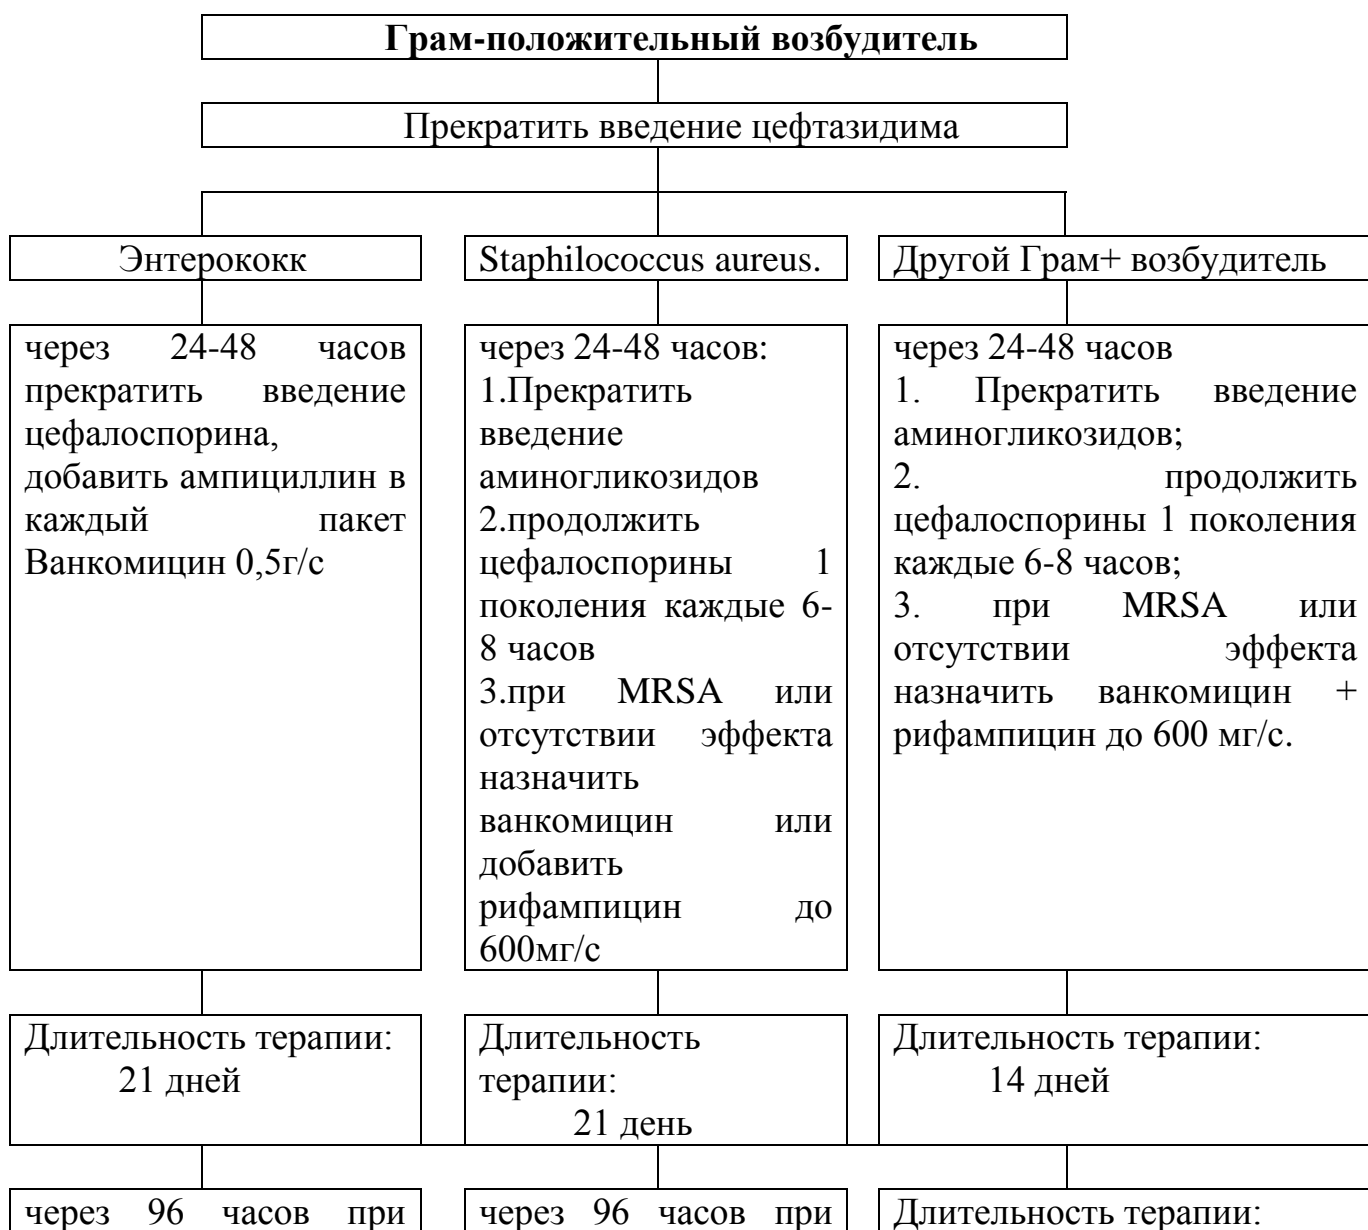 Грам-положительный возбудитель
Прекратить введение цефтазидима
Энтерококк
Staphilococcus aureus.
Другой Грам+ возбудитель
через 24-48 часов
прекратить введение
цефалоспорина,
добавить ампициллин в
каждый пакет
Ванкомицин 0,5г/с
через 24-48 часов:
1.Прекратить
введение
аминогликозидов
2.продолжить
цефалоспорины 1
поколения каждые 6-
8 часов
3.при MRSA или
отсутствии эффекта
назначить
ванкомицин или
добавить
рифампицин до
600мг/с
через 24-48 часов
1. Прекратить введение
аминогликозидов;
2. продолжить
цефалоспорины 1 поколения
каждые 6-8 часов;
3. при MRSA или
отсутствии эффекта
назначить ванкомицин +
рифампицин до 600 мг/с.
Длительность терапии:
21 дней
Длительность
терапии:
21 день
Длительность терапии:
14 дней
через 96 часов при
через 96 часов при
Длительность терапии: